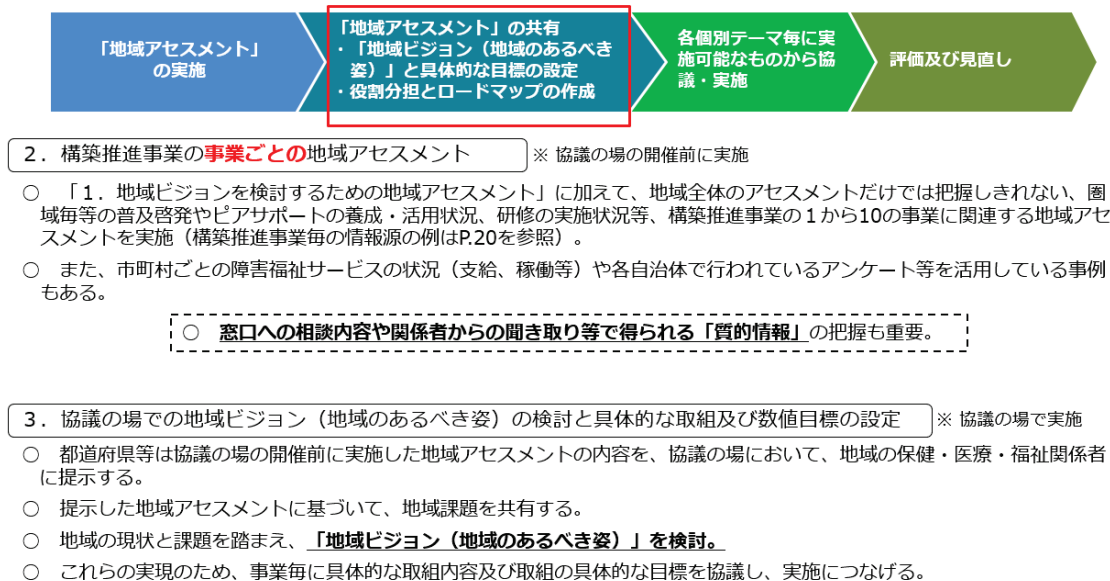 「地域アセスメント」
の実施
「地域アセスメント」の共有
・「地域ビジョン（地域のあるべき
姿）」と具体的な目標の設定
・役割分担とロードマップの作成
各個別テーマ毎に実
施可能なものから協
議・実施
評価及び見直し
２．構築推進事業の事業ごとの地域アセスメント ※ 協議の場の開催前に実施
○ 「１．地域ビジョンを検討するための地域アセスメント」に加えて、地域全体のアセスメントだけでは把握しきれない、圏
域毎等の普及啓発やピアサポートの養成・活用状況、研修の実施状況等、構築推進事業の１から10の事業に関連する地域アセ
スメントを実施（構築推進事業毎の情報源の例はP.20を参照）。
○ また、市町村ごとの障害福祉サービスの状況（支給、稼働等）や各自治体で行われているアンケート等を活用している事例
もある。
○ 窓口への相談内容や関係者からの聞き取り等で得られる「質的情報」の把握も重要。
３．協議の場での地域ビジョン（地域のあるべき姿）の検討と具体的な取組及び数値目標の設定 ※ 協議の場で実施
○ 都道府県等は協議の場の開催前に実施した地域アセスメントの内容を、協議の場において、地域の保健・医療・福祉関係者
に提示する。
○ 提示した地域アセスメントに基づいて、地域課題を共有する。
○ 地域の現状と課題を踏まえ、「地域ビジョン（地域のあるべき姿）」を検討。
○ これらの実現のため、事業毎に具体的な取組内容及び取組の具体的な目標を協議し、実施につなげる。